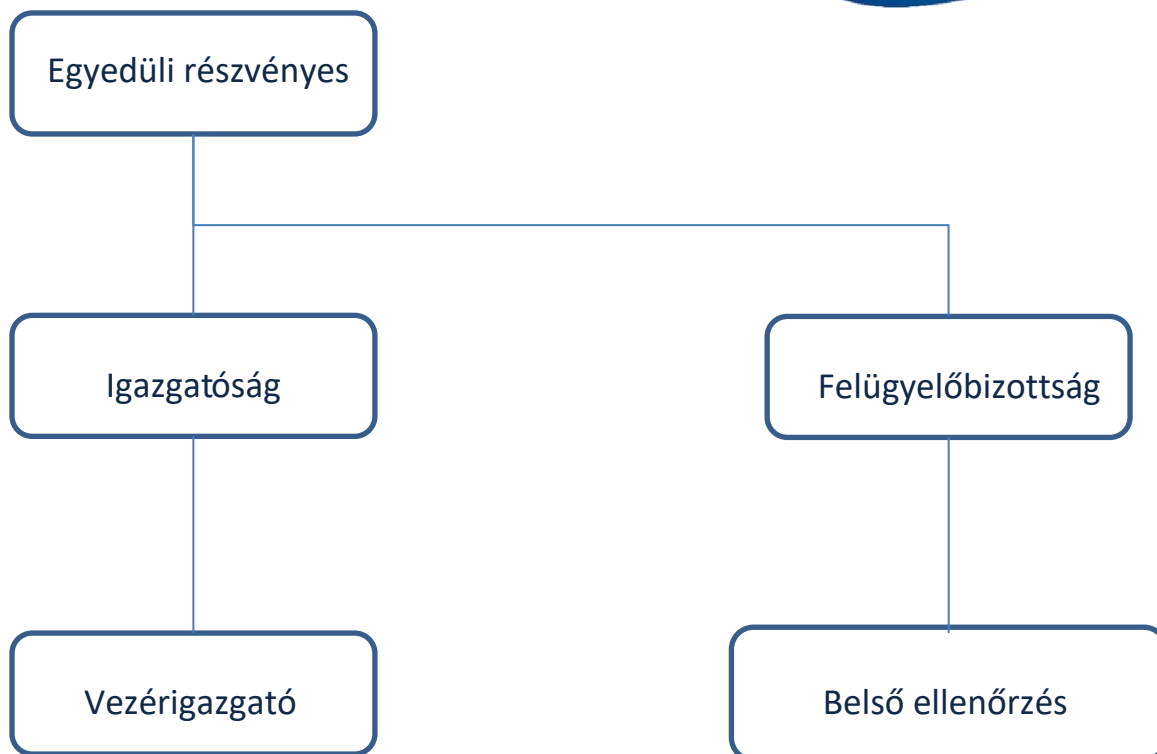 Egyedüli részvényes
Igazgatóság
Felügyelőbizottság
Vezérigazgató
Belső ellenőrzés